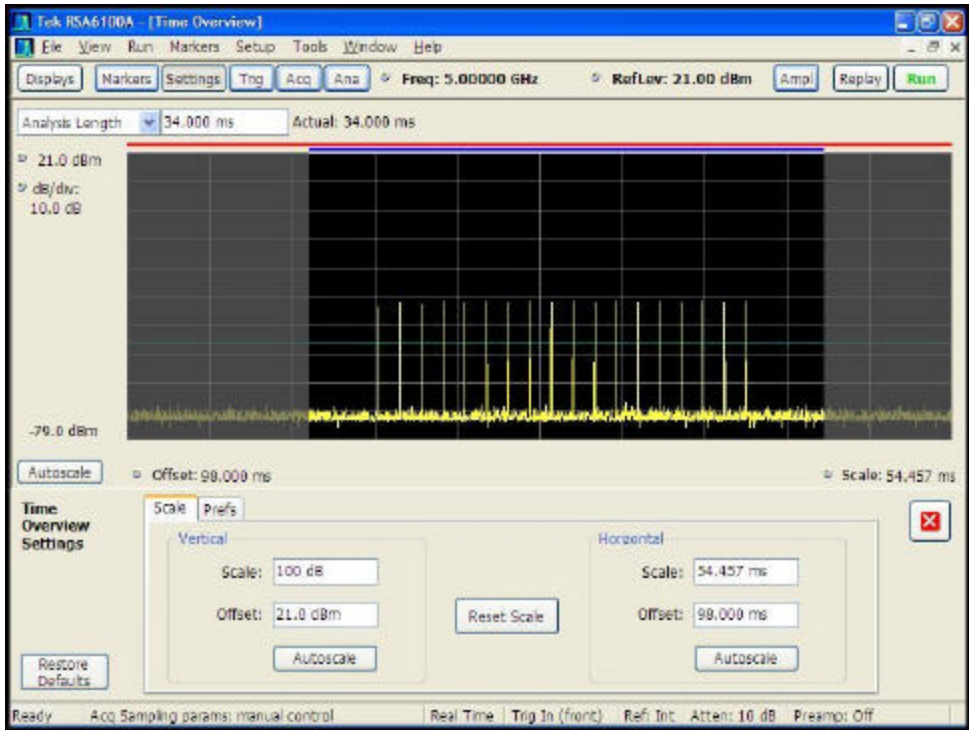 Tek RSA6100A - [Time Overview]
File View Run Markers Setup Tools Window Help
Displays Markers Settings Trig Acq Ana Freq: 5.00000 GHz RefLev: 21.00 dBm Ampl Replay Run
Analysis Length 34.000 ms Actual: 34.000 ms
21.0 dBm
dB/div:
10.0 dB
-79.0 dBm
Autoscale Offset: 98.000 ms Scale: 54.457 ms
Time
Overview
Settings
Scale Prefs
Vertical Horizontal
Scale: 100 dB Scale: 54.457 ms
Offset: 21.0 dBm Reset Scale Offset: 98.000 ms
Autoscale Autoscale
Restore
Defaults
Ready Acq Sampling params: manual control Real Time Trig In (front) Ref: Int Atten: 10 dB Preamp: Off